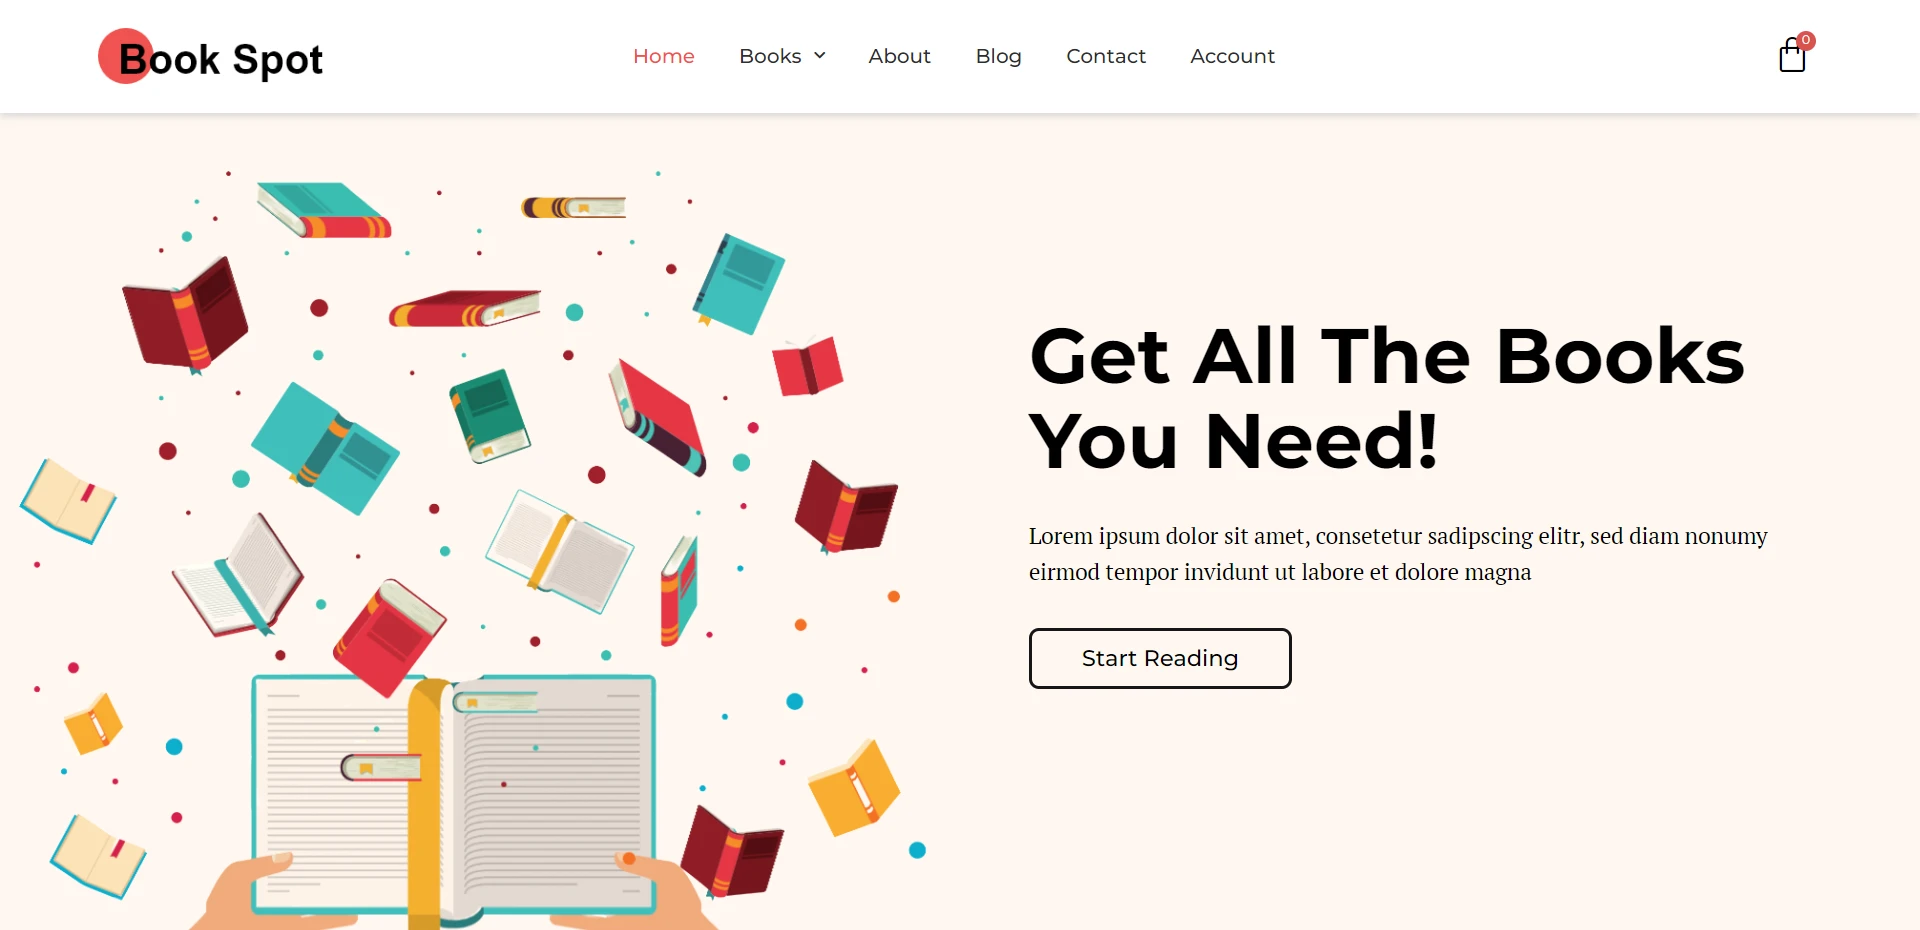 Book Spot
Home Books About Blog Contact Account
0
Get All The Books
You Need!
Lorem ipsum dolor sit amet, consetetur sadipscing elitr, sed diam nonumy
eirmod tempor invidunt ut labore et dolore magna
Start Reading